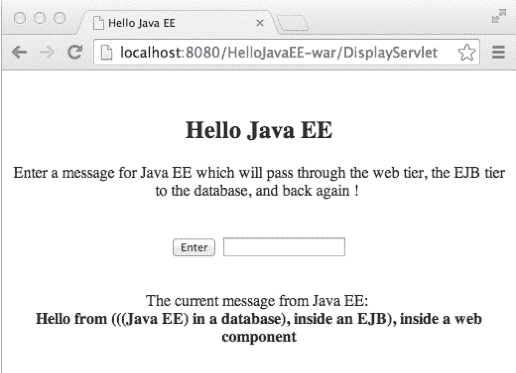 Hello Java EE
localhost:8080/HelloJavaEE-war/DisplayServlet
Hello Java EE
Enter a message for Java EE which will pass through the web tier, the EJB tier
to the database, and back again !
Enter
The current message from Java EE:
Hello from (((Java EE) in a database), inside an EJB), inside a web
component